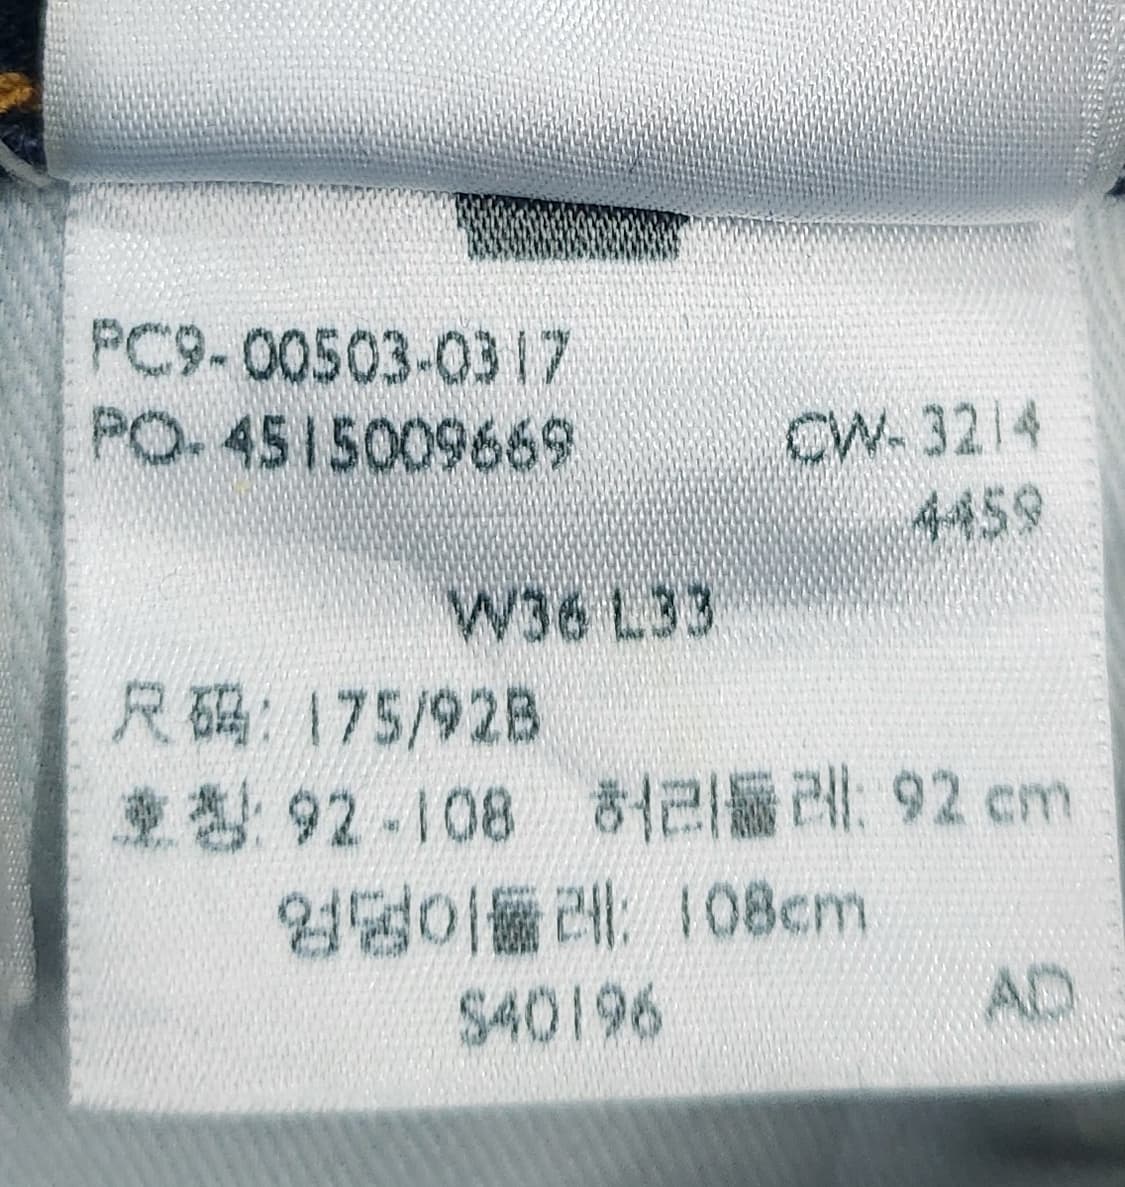 PC9-00503-0317
PO-4515009669 CW-3214
4459
W36 L33
尺码: 175/92B
호칭: 92-108 허리둘레: 92 cm
엉덩이둘레: 108cm
S40196 AD